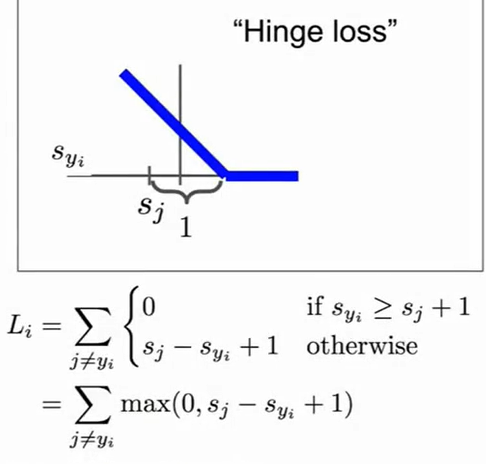 “Hinge loss”
s_{y_i}
s_j
1
L_i = \sum_{j \neq y_i} \begin{cases} 0 & \text{if } s_{y_i} \geq s_j + 1 \\ s_j - s_{y_i} + 1 & \text{otherwise} \end{cases}
= \sum_{j \neq y_i} \max(0, s_j - s_{y_i} + 1)